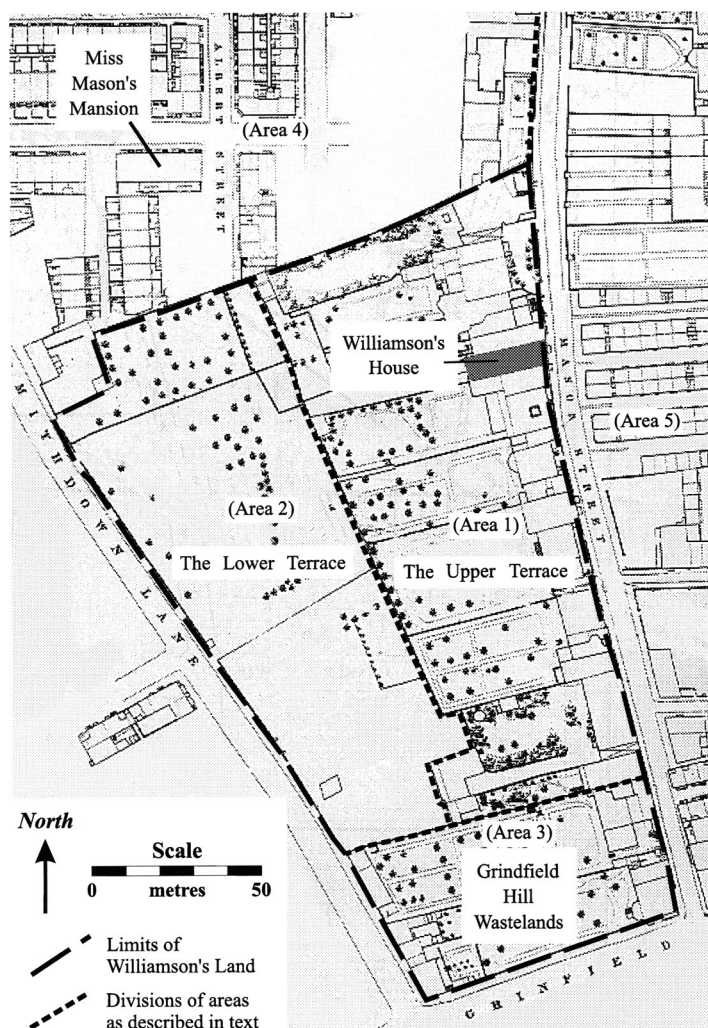 Miss
Mason's
Mansion
ALBERT STREET
(Area 4)
Williamson's
House
MASON STREET
(Area 5)
(Area 2)
The Lower Terrace
(Area 1)
The Upper Terrace
MITHDOWN LANE
(Area 3)
Grindfield
Hill
Wastelands
GRINFIELD
North
Scale
0 metres 50
Limits of
Williamson's Land
Divisions of areas
as described in text